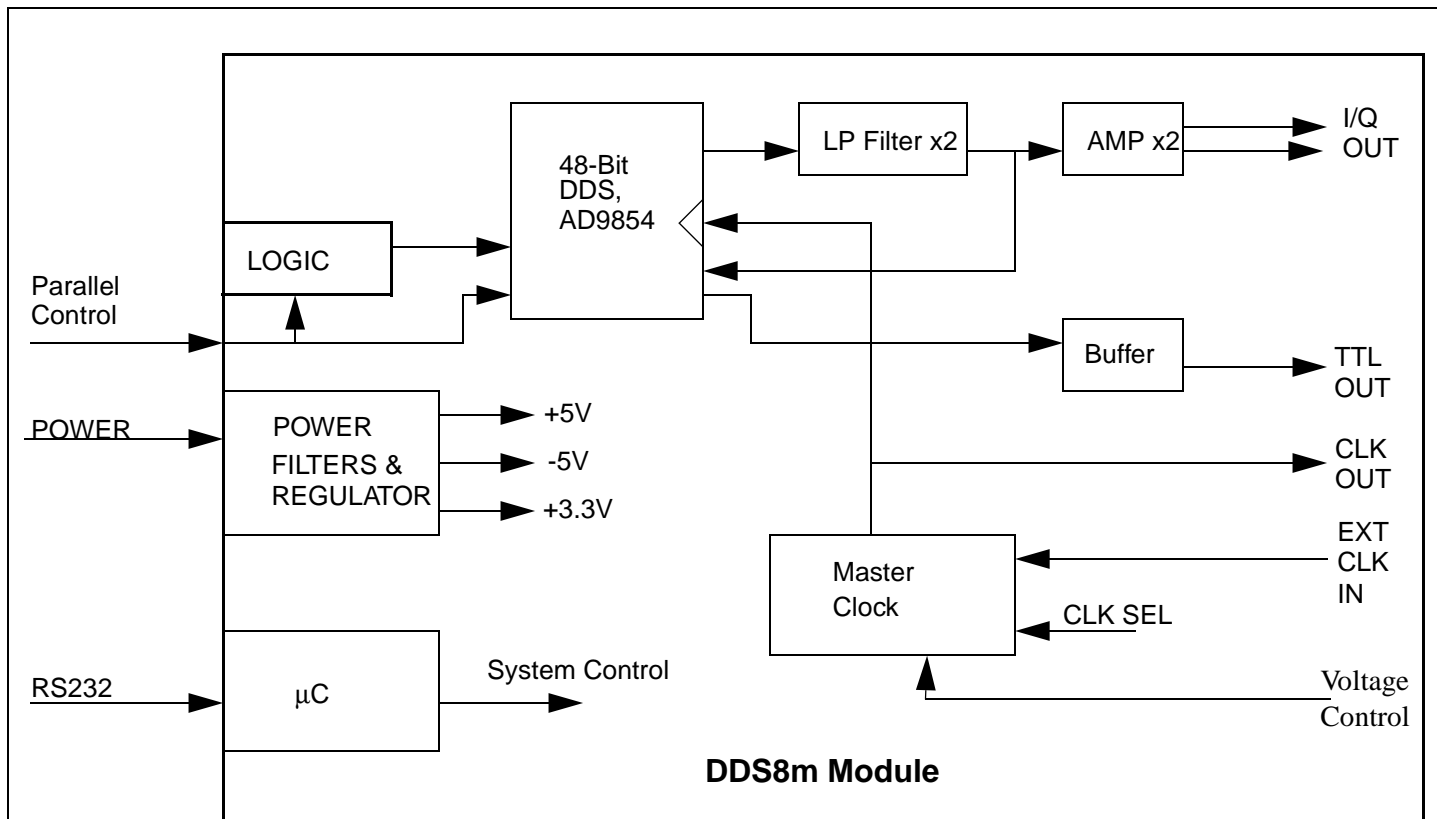 I/Q
OUT
LP Filter x2
AMP x2
48-Bit
DDS,
AD9854
LOGIC
Parallel
Control
Buffer
TTL
OUT
POWER
POWER
FILTERS &
REGULATOR
+5V
-5V
+3.3V
CLK
OUT
EXT
CLK
IN
Master
Clock
CLK SEL
RS232
μC
System Control
Voltage
Control
DDS8m Module